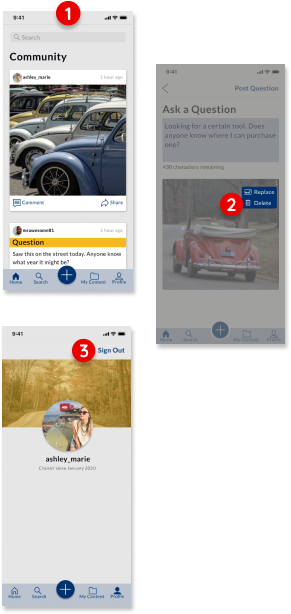 1
9:41
Search
Community
ashley_marie
1 hour ago
Comment
Share
mrawesome81
1 hour ago
Question
Saw this on the street today. Anyone know
what year it might be?
Home
Search
My Content
Profile
9:41
Post Question
Ask a Question
Looking for a certain tool. Does
anyone know where I can purchase
one?
430 characters remaining
2
Replace
Delete
Home
Search
My Content
Profile
9:41
3
Sign Out
ashley_marie
Cruisin' since January 2020
Home
Search
My Content
Profile